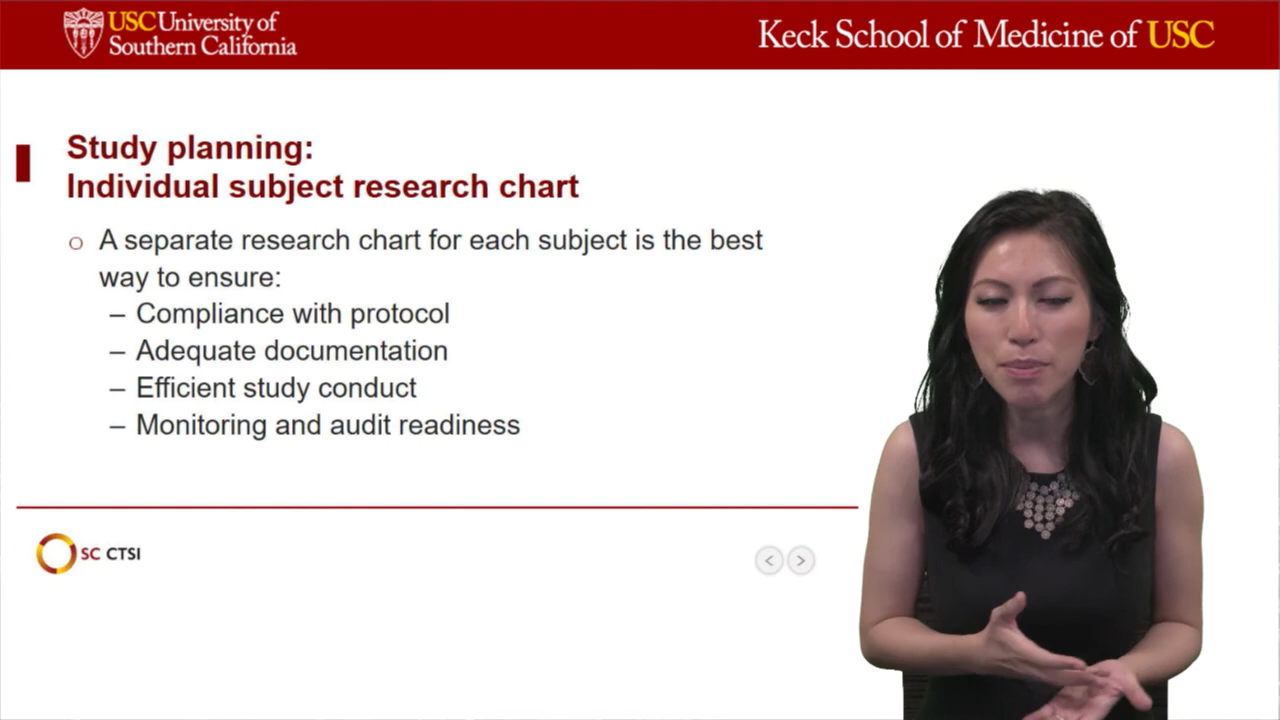 USC University of
Southern California
Keck School of Medicine of USC
Study planning:
Individual subject research chart
o A separate research chart for each subject is the best
way to ensure:
– Compliance with protocol
– Adequate documentation
– Efficient study conduct
– Monitoring and audit readiness
SC CTSI
< >